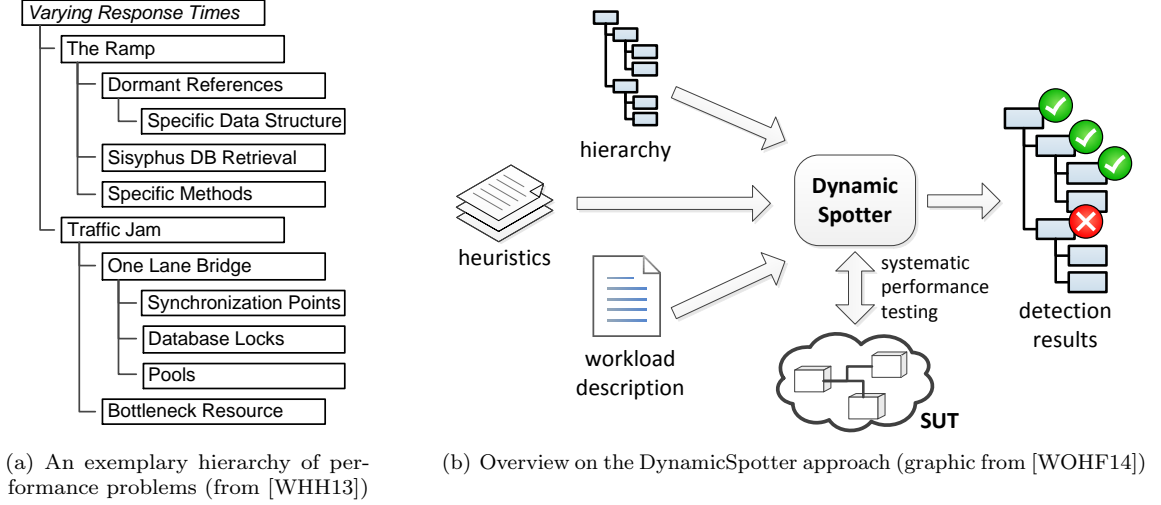 Varying Response Times
The Ramp
Dormant References
Specific Data Structure
Sisyphus DB Retrieval
Specific Methods
Traffic Jam
One Lane Bridge
Synchronization Points
Database Locks
Pools
Bottleneck Resource
(a) An exemplary hierarchy of per-
formance problems (from [WHH13])
hierarchy
heuristics
workload
description
Dynamic
Spotter
systematic
performance
testing
SUT
detection
results
(b) Overview on the DynamicSpotter approach (graphic from [WOHF14])